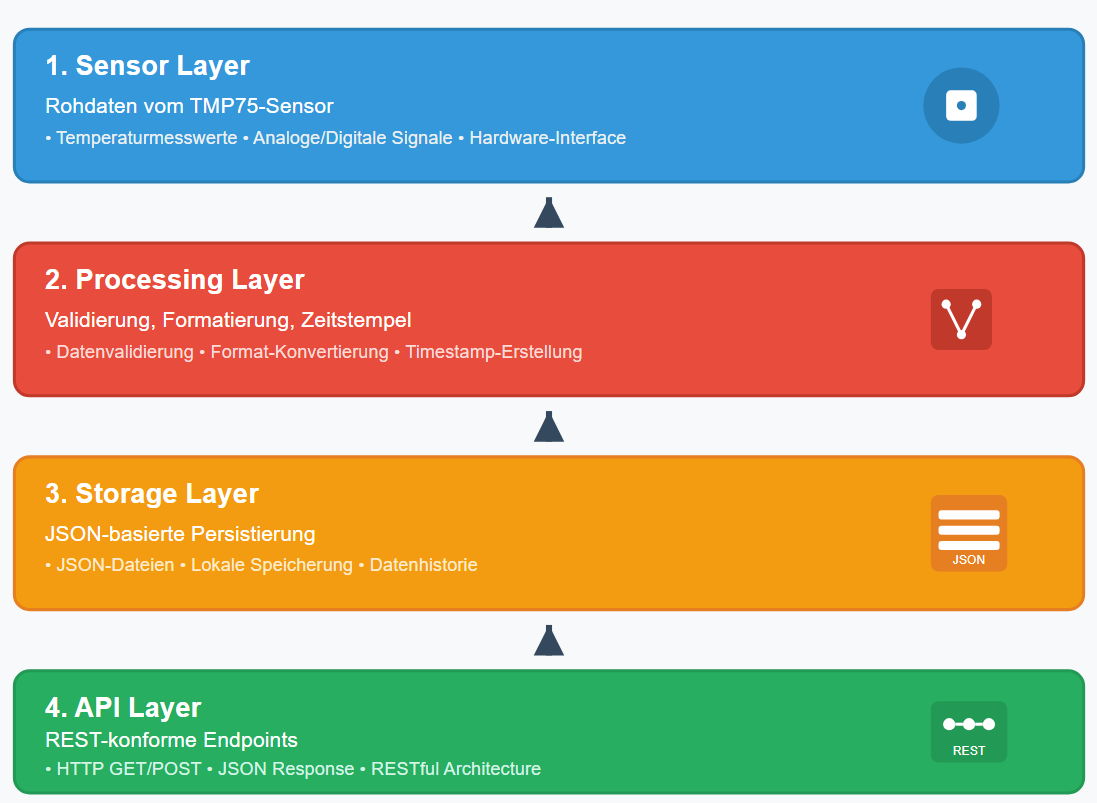 1. Sensor Layer
Rohdaten vom TMP75-Sensor
• Temperaturmesswerte • Analoge/Digitale Signale • Hardware-Interface
2. Processing Layer
Validierung, Formatierung, Zeitstempel
• Datenvalidierung • Format-Konvertierung • Timestamp-Erstellung
3. Storage Layer
JSON-basierte Persistierung
• JSON-Dateien • Lokale Speicherung • Datenhistorie
JSON
4. API Layer
REST-konforme Endpoints
• HTTP GET/POST • JSON Response • RESTful Architecture
REST